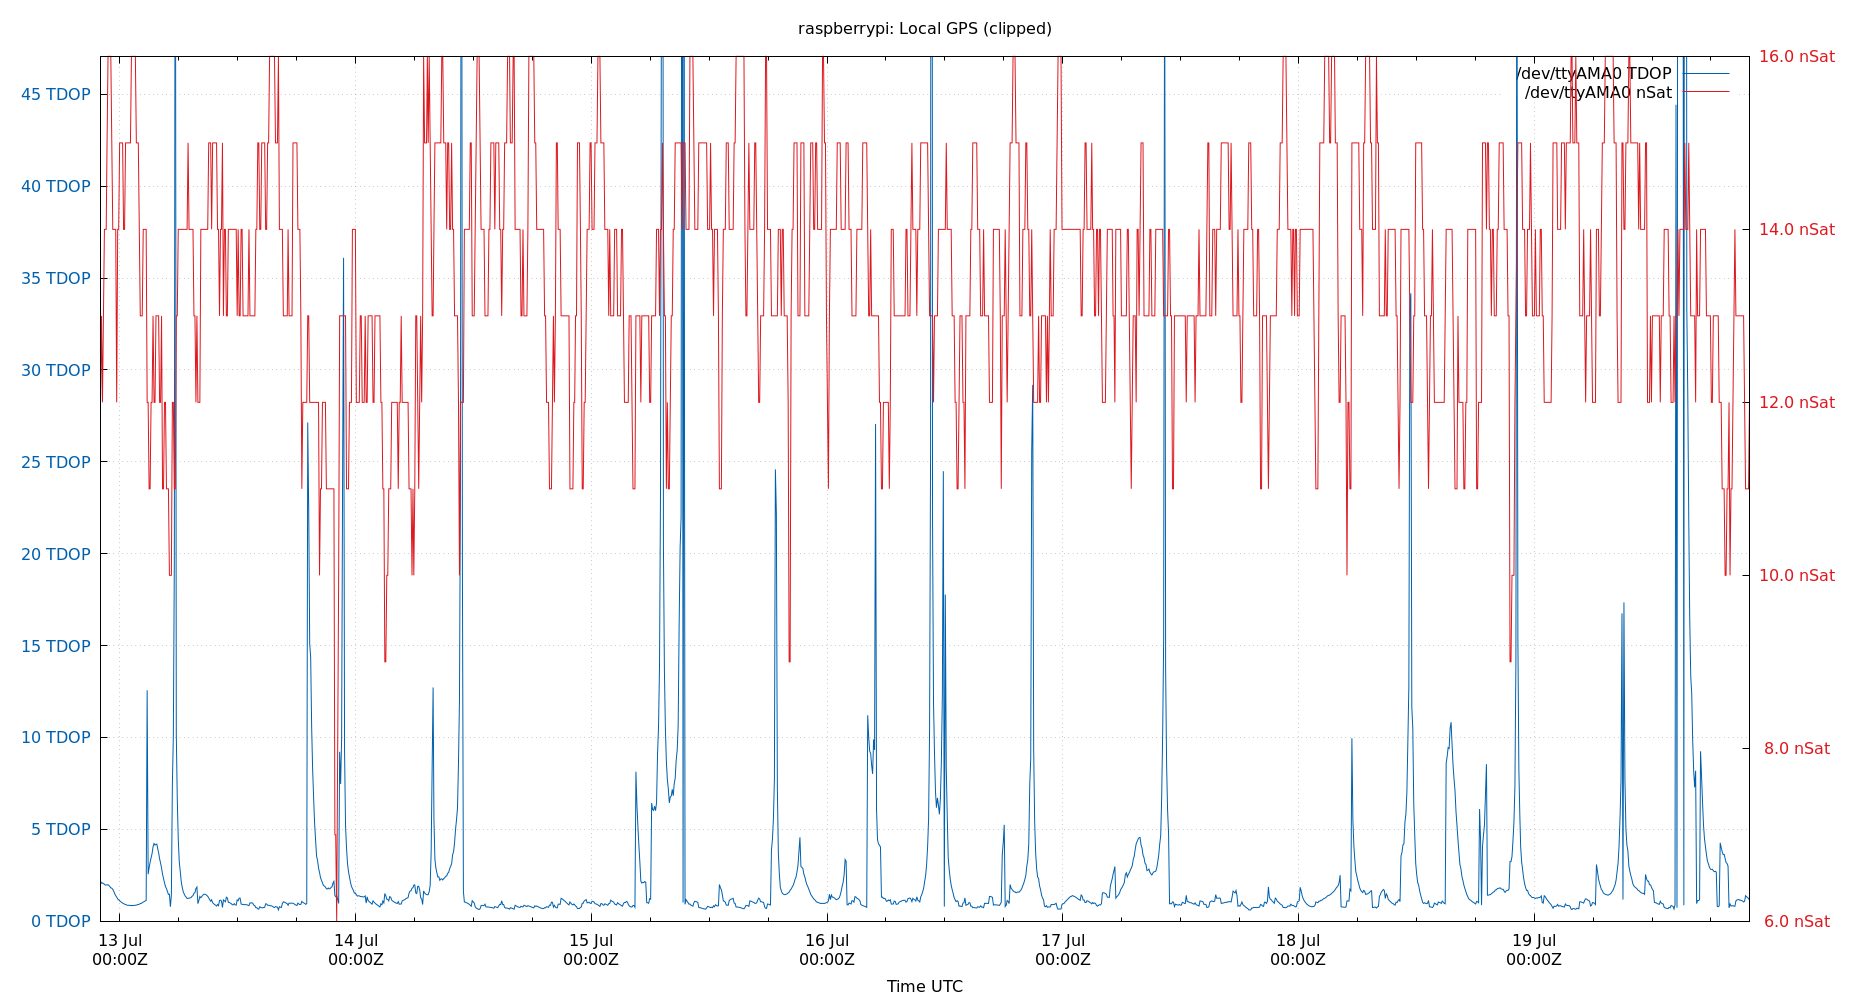 raspberrypi: Local GPS (clipped)
/dev/ttyAMA0 TDOP
/dev/ttyAMA0 nSat
45 TDOP
40 TDOP
35 TDOP
30 TDOP
25 TDOP
20 TDOP
15 TDOP
10 TDOP
5 TDOP
0 TDOP
16.0 nSat
14.0 nSat
12.0 nSat
10.0 nSat
8.0 nSat
6.0 nSat
13 Jul
00:00Z
14 Jul
00:00Z
15 Jul
00:00Z
16 Jul
00:00Z
17 Jul
00:00Z
18 Jul
00:00Z
19 Jul
00:00Z
Time UTC